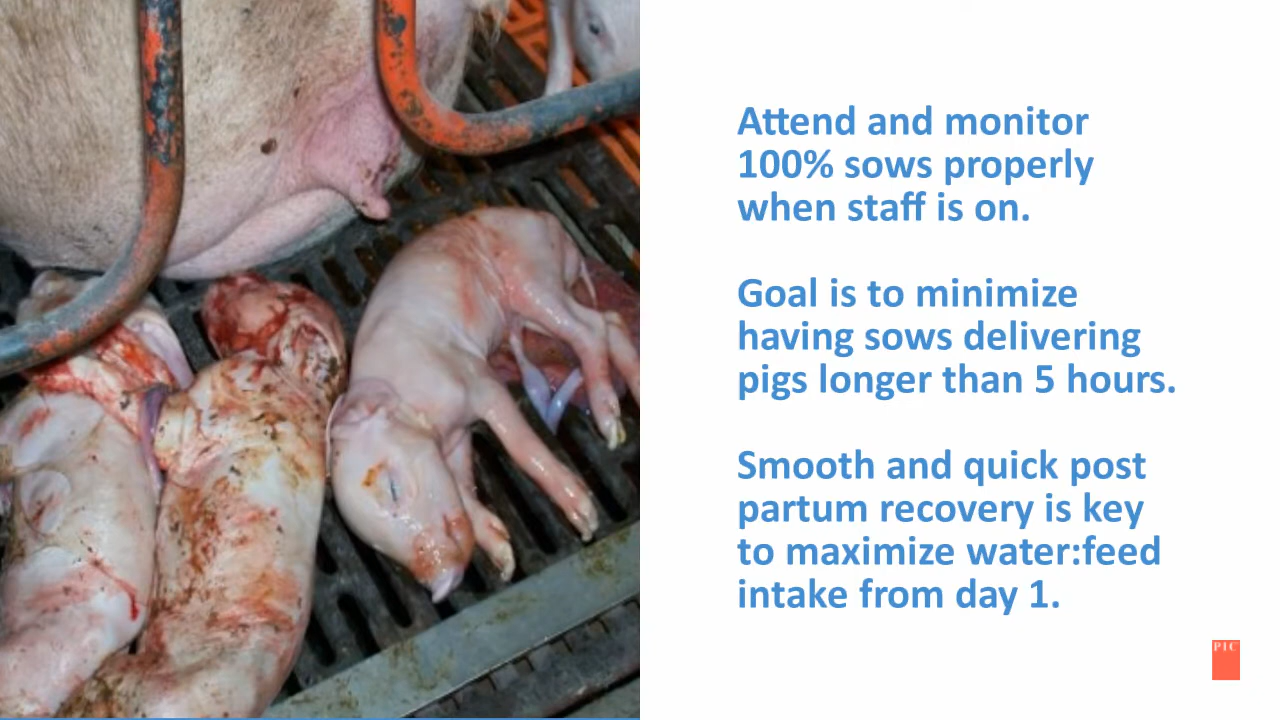 Attend and monitor
100% sows properly
when staff is on.
Goal is to minimize
having sows delivering
pigs longer than 5 hours.
Smooth and quick post
partum recovery is key
to maximize water:feed
intake from day 1.
PIC